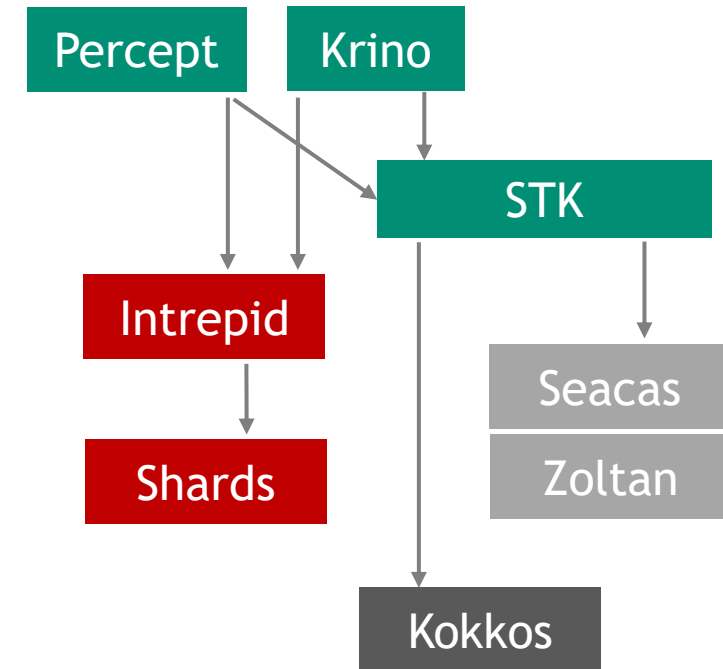 Percept
Krino
STK
Intrepid
Seacas
Shards
Zoltan
Kokkos